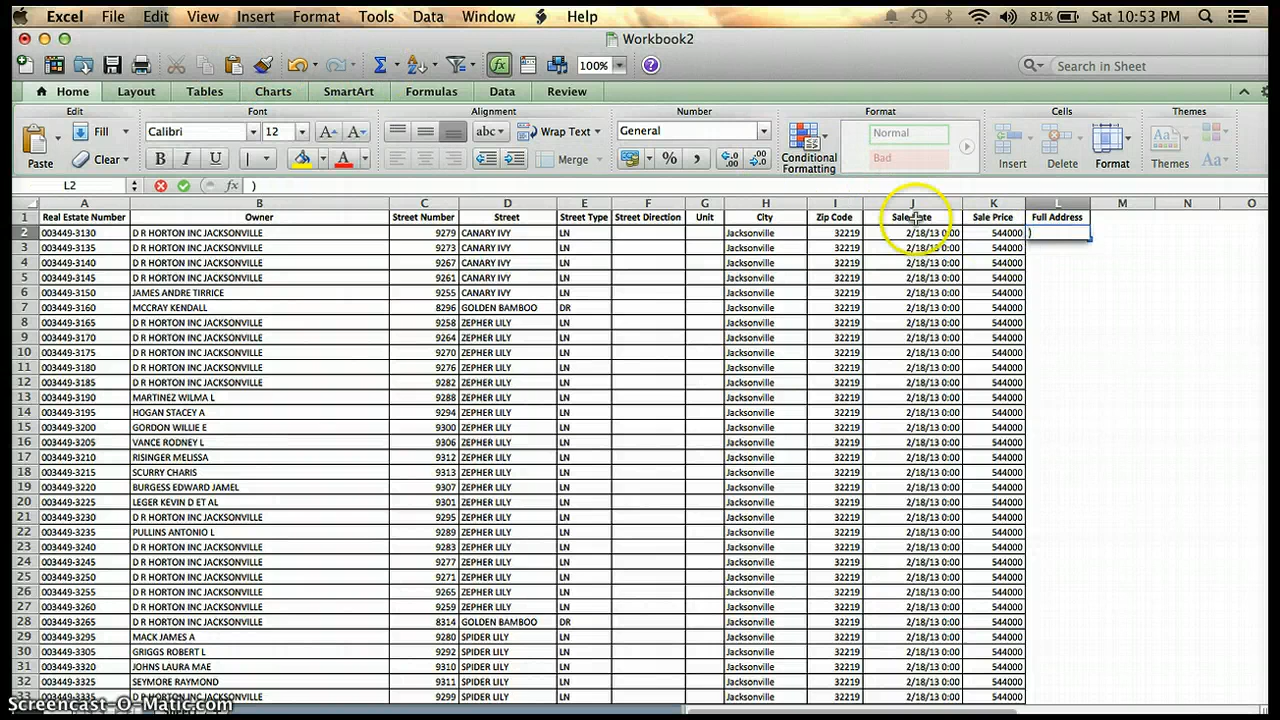 Excel File Edit View Insert Format Tools Data Window Help 81% Sat 10:53 PM
Workbook2
100% Search in Sheet
Home Layout Tables Charts SmartArt Formulas Data Review
Edit Font Alignment Number Format Cells Themes
Paste Fill Calibri 12 abc Wrap Text General Normal
Clear B I U A Merge % Conditional Formatting Bad Insert Delete Format Themes Aa
L2 fx )
A B C D E F G H I J K L M N O
1 Real Estate Number Owner Street Number Street Street Type Street Direction Unit City Zip Code Sale Date Sale Price Full Address
2 003449-3130 D R HORTON INC JACKSONVILLE 9279 CANARY IVY LN Jacksonville 32219 2/18/13 0:00 544000 )
3 003449-3135 D R HORTON INC JACKSONVILLE 9273 CANARY IVY LN Jacksonville 32219 2/18/13 0:00 544000
4 003449-3140 D R HORTON INC JACKSONVILLE 9267 CANARY IVY LN Jacksonville 32219 2/18/13 0:00 544000
5 003449-3145 D R HORTON INC JACKSONVILLE 9261 CANARY IVY LN Jacksonville 32219 2/18/13 0:00 544000
6 003449-3150 JAMES ANDRE TIRRICE 9255 CANARY IVY LN Jacksonville 32219 2/18/13 0:00 544000
7 003449-3160 MCCRAY KENDALL 8296 GOLDEN BAMBOO DR Jacksonville 32219 2/18/13 0:00 544000
8 003449-3165 D R HORTON INC JACKSONVILLE 9258 ZEPHER LILY LN Jacksonville 32219 2/18/13 0:00 544000
9 003449-3170 D R HORTON INC JACKSONVILLE 9264 ZEPHER LILY LN Jacksonville 32219 2/18/13 0:00 544000
10 003449-3175 D R HORTON INC JACKSONVILLE 9270 ZEPHER LILY LN Jacksonville 32219 2/18/13 0:00 544000
11 003449-3180 D R HORTON INC JACKSONVILLE 9276 ZEPHER LILY LN Jacksonville 32219 2/18/13 0:00 544000
12 003449-3185 D R HORTON INC JACKSONVILLE 9282 ZEPHER LILY LN Jacksonville 32219 2/18/13 0:00 544000
13 003449-3190 MARTINEZ WILMA L 9288 ZEPHER LILY LN Jacksonville 32219 2/18/13 0:00 544000
14 003449-3195 HOGAN STACEY A 9294 ZEPHER LILY LN Jacksonville 32219 2/18/13 0:00 544000
15 003449-3200 GORDON WILLIE E 9300 ZEPHER LILY LN Jacksonville 32219 2/18/13 0:00 544000
16 003449-3205 VANCE RODNEY L 9306 ZEPHER LILY LN Jacksonville 32219 2/18/13 0:00 544000
17 003449-3210 RISINGER MELISSA 9312 ZEPHER LILY LN Jacksonville 32219 2/18/13 0:00 544000
18 003449-3215 SCURRY CHARIS 9313 ZEPHER LILY LN Jacksonville 32219 2/18/13 0:00 544000
19 003449-3220 BURGESS EDWARD JAMEL 9307 ZEPHER LILY LN Jacksonville 32219 2/18/13 0:00 544000
20 003449-3225 LEGER KEVIN D ET AL 9301 ZEPHER LILY LN Jacksonville 32219 2/18/13 0:00 544000
21 003449-3230 D R HORTON INC JACKSONVILLE 9295 ZEPHER LILY LN Jacksonville 32219 2/18/13 0:00 544000
22 003449-3235 PULLINS ANTONIO L 9289 ZEPHER LILY LN Jacksonville 32219 2/18/13 0:00 544000
23 003449-3240 D R HORTON INC JACKSONVILLE 9283 ZEPHER LILY LN Jacksonville 32219 2/18/13 0:00 544000
24 003449-3245 D R HORTON INC JACKSONVILLE 9277 ZEPHER LILY LN Jacksonville 32219 2/18/13 0:00 544000
25 003449-3250 D R HORTON INC JACKSONVILLE 9271 ZEPHER LILY LN Jacksonville 32219 2/18/13 0:00 544000
26 003449-3255 D R HORTON INC JACKSONVILLE 9265 ZEPHER LILY LN Jacksonville 32219 2/18/13 0:00 544000
27 003449-3260 D R HORTON INC JACKSONVILLE 9259 ZEPHER LILY LN Jacksonville 32219 2/18/13 0:00 544000
28 003449-3265 D R HORTON INC JACKSONVILLE 8314 GOLDEN BAMBOO DR Jacksonville 32219 2/18/13 0:00 544000
29 003449-3295 MACK JAMES A 9280 SPIDER LILY LN Jacksonville 32219 2/18/13 0:00 544000
30 003449-3305 GRIGGS ROBERT L 9292 SPIDER LILY LN Jacksonville 32219 2/18/13 0:00 544000
31 003449-3320 JOHNS LAURA MAE 9310 SPIDER LILY LN Jacksonville 32219 2/18/13 0:00 544000
32 003449-3325 SEYMORE RAYMOND 9311 SPIDER LILY LN Jacksonville 32219 2/18/13 0:00 544000
33 003449-3335 D R HORTON INC JACKSONVILLE 9299 SPIDER LILY LN Jacksonville 32219 2/18/13 0:00 544000
Screencast-O-Matic.com